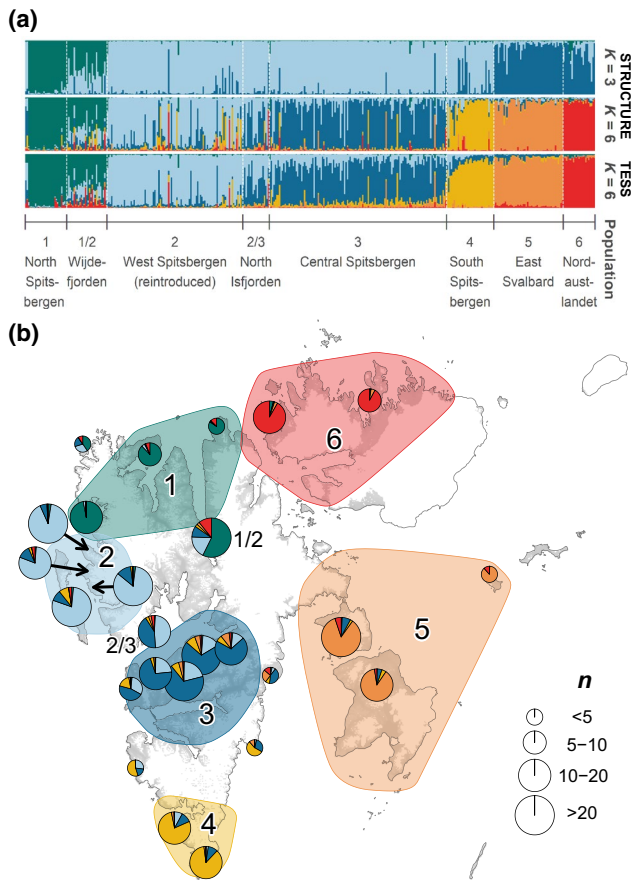 (a)
STRUCTURE
K = 3
K = 6
TESS
K = 6
Population
1
North
Spits-
bergen
1/2
Wijde-
fjorden
2
West Spitsbergen
(reintroduced)
2/3
North
Isfjorden
3
Central Spitsbergen
4
South
Spits-
bergen
5
East
Svalbard
6
Nord-
aust-
landet
(b)
6
1
1/2
2
2/3
3
5
4
n
<5
5−10
10−20
>20